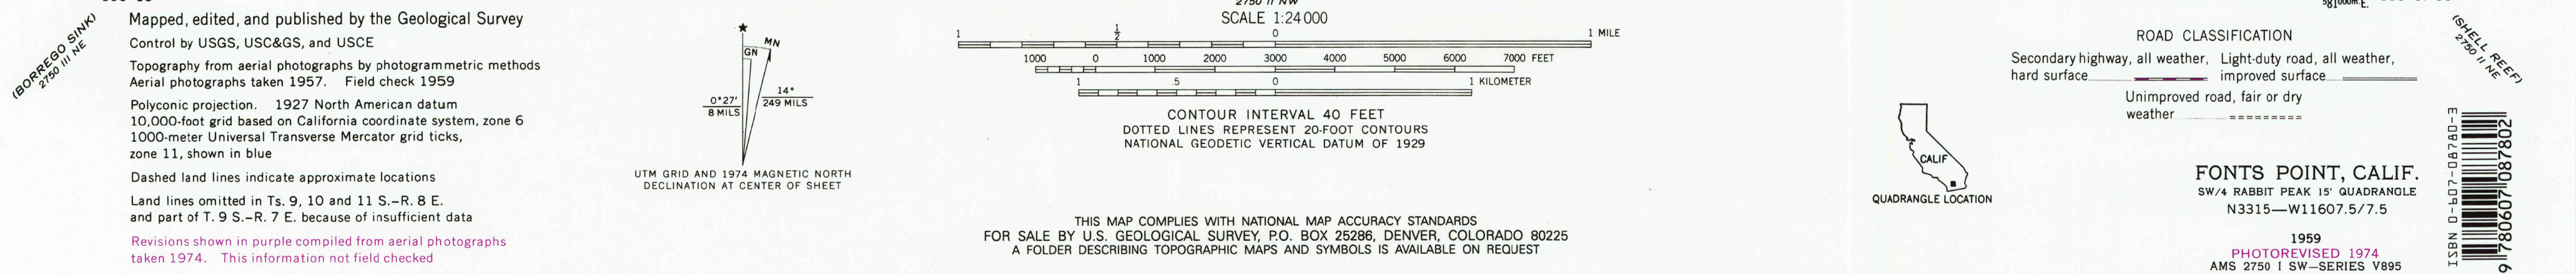 (BORREGO SINK)
2750 III NE
Mapped, edited, and published by the Geological Survey
Control by USGS, USC&GS, and USCE
Topography from aerial photographs by photogrammetric methods
Aerial photographs taken 1957. Field check 1959
Polyconic projection. 1927 North American datum
10,000-foot grid based on California coordinate system, zone 6
1000-meter Universal Transverse Mercator grid ticks,
zone 11, shown in blue
Dashed land lines indicate approximate locations
Land lines omitted in Ts. 9, 10 and 11 S.–R. 8 E.
and part of T. 9 S.–R. 7 E. because of insufficient data
Revisions shown in purple compiled from aerial photographs
taken 1974. This information not field checked
★
MN
GN
0°27′
8 MILS
14°
249 MILS
UTM GRID AND 1974 MAGNETIC NORTH
DECLINATION AT CENTER OF SHEET
2750 II NW
SCALE 1:24 000
1 ½ 0 1 MILE
1000 0 1000 2000 3000 4000 5000 6000 7000 FEET
1 .5 0 1 KILOMETER
CONTOUR INTERVAL 40 FEET
DOTTED LINES REPRESENT 20-FOOT CONTOURS
NATIONAL GEODETIC VERTICAL DATUM OF 1929
THIS MAP COMPLIES WITH NATIONAL MAP ACCURACY STANDARDS
FOR SALE BY U.S. GEOLOGICAL SURVEY, P.O. BOX 25286, DENVER, COLORADO 80225
A FOLDER DESCRIBING TOPOGRAPHIC MAPS AND SYMBOLS IS AVAILABLE ON REQUEST
581000m.E.
(SHELL REEF)
2750 II NE
ROAD CLASSIFICATION
Secondary highway, all weather,
hard surface
Light-duty road, all weather,
improved surface
Unimproved road, fair or dry
weather
CALIF
QUADRANGLE LOCATION
FONTS POINT, CALIF.
SW/4 RABBIT PEAK 15′ QUADRANGLE
N3315—W11607.5/7.5
1959
PHOTOREVISED 1974
AMS 2750 I SW–SERIES V895
ISBN 0-607-08780-3
9 780607 087802